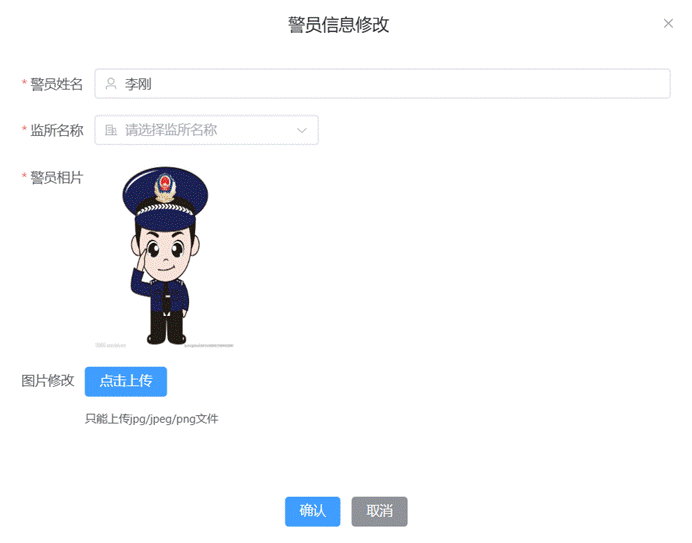 警员信息修改
* 警员姓名 李刚
* 监所名称 请选择监所名称
* 警员相片
图片修改 点击上传
只能上传jpg/jpeg/png文件
确认 取消